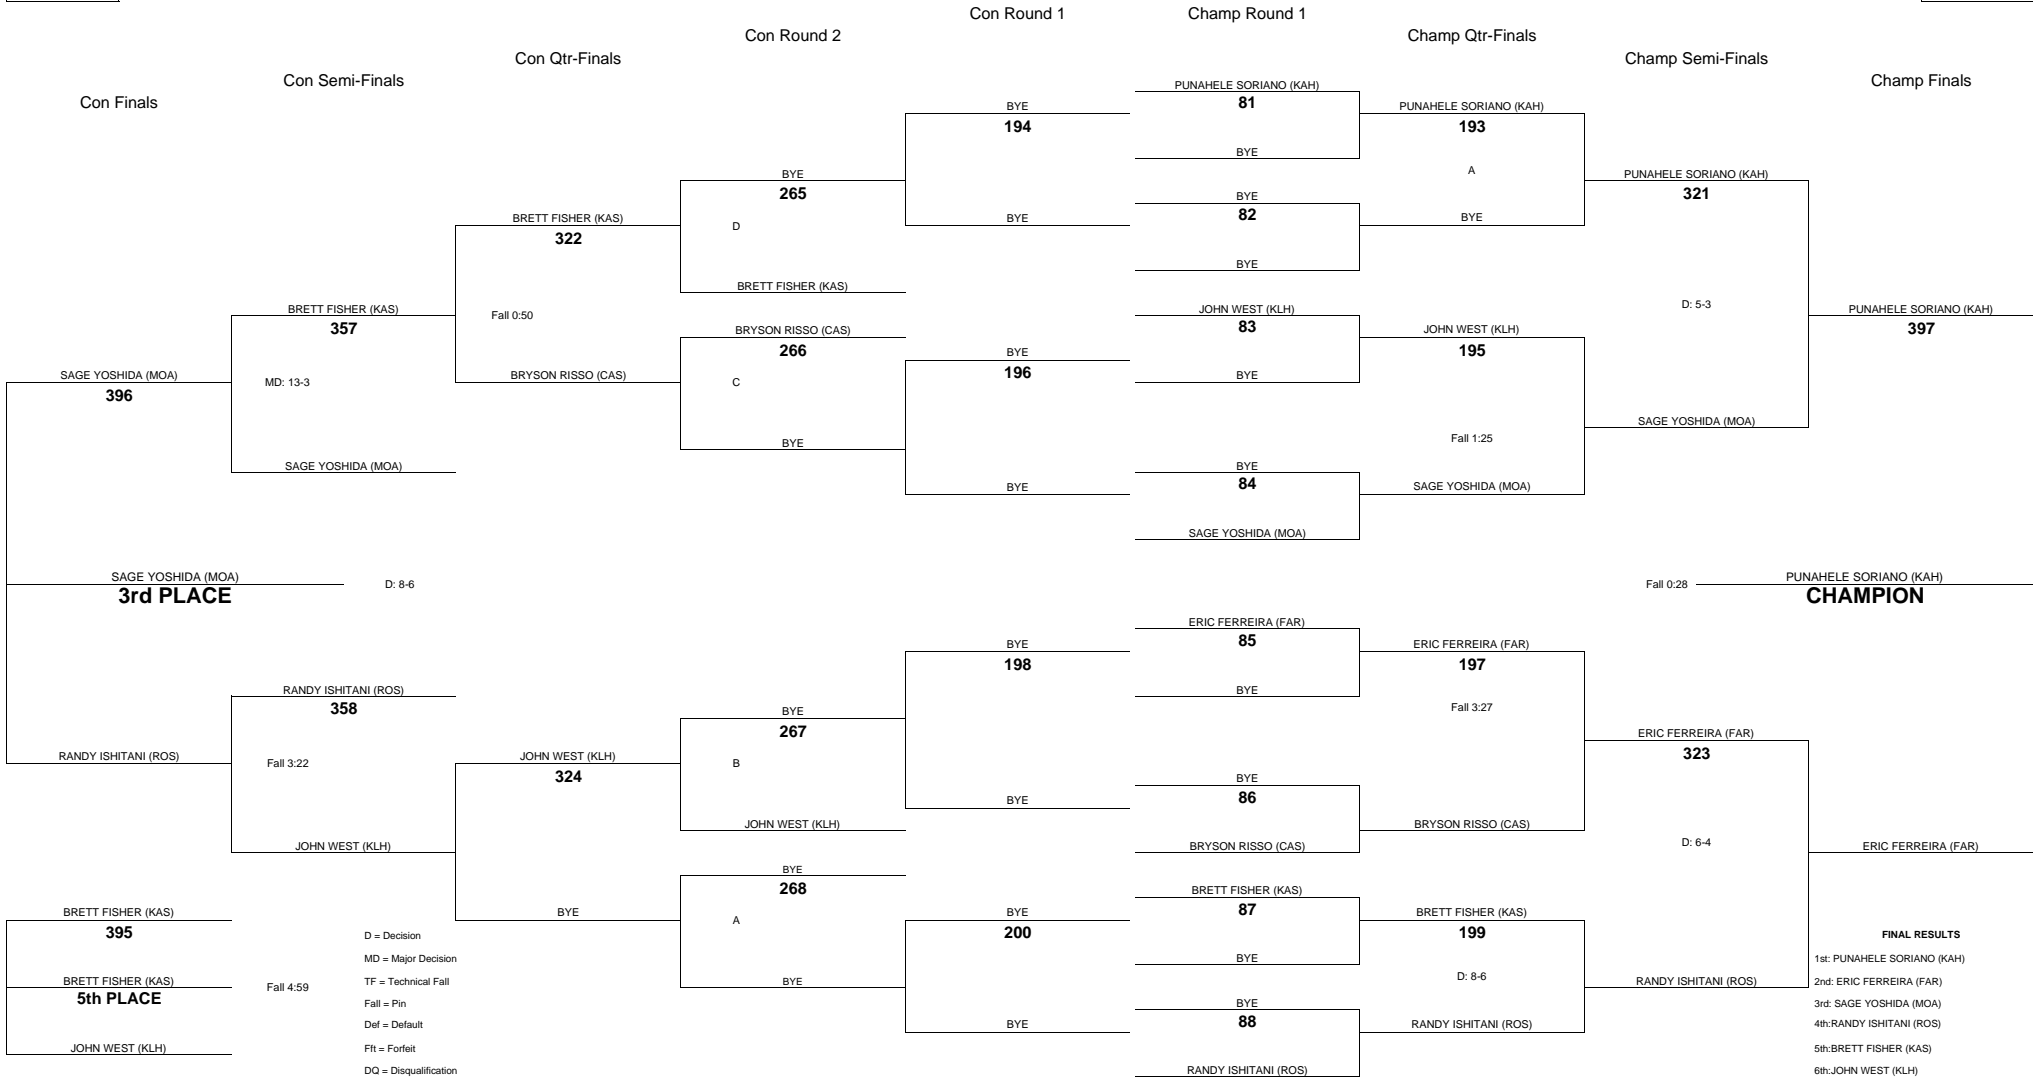 Con Round 1
Champ Round 1
Con Round 2
Champ Qtr-Finals
Con Qtr-Finals
Champ Semi-Finals
Con Semi-Finals
Champ Finals
Con Finals
PUNAHELE SORIANO (KAH)
81
BYE
BYE
82
BYE
JOHN WEST (KLH)
83
BYE
BYE
84
SAGE YOSHIDA (MOA)
ERIC FERREIRA (FAR)
85
BYE
BYE
86
BRYSON RISSO (CAS)
BRETT FISHER (KAS)
87
BYE
BYE
88
RANDY ISHITANI (ROS)
PUNAHELE SORIANO (KAH)
193
A
BYE
JOHN WEST (KLH)
195
Fall 1:25
SAGE YOSHIDA (MOA)
ERIC FERREIRA (FAR)
197
Fall 3:27
BRYSON RISSO (CAS)
BRETT FISHER (KAS)
199
D: 8-6
RANDY ISHITANI (ROS)
PUNAHELE SORIANO (KAH)
321
D: 5-3
SAGE YOSHIDA (MOA)
ERIC FERREIRA (FAR)
323
D: 6-4
RANDY ISHITANI (ROS)
PUNAHELE SORIANO (KAH)
397
Fall 0:28
PUNAHELE SORIANO (KAH)
CHAMPION
ERIC FERREIRA (FAR)
BYE
194
BYE
BYE
196
BYE
BYE
198
BYE
BYE
200
BYE
BYE
265
D
BRETT FISHER (KAS)
BRYSON RISSO (CAS)
266
C
BYE
BYE
267
B
JOHN WEST (KLH)
BYE
268
A
BYE
BRETT FISHER (KAS)
322
Fall 0:50
BRYSON RISSO (CAS)
JOHN WEST (KLH)
324
BYE
BRETT FISHER (KAS)
357
MD: 13-3
SAGE YOSHIDA (MOA)
RANDY ISHITANI (ROS)
358
Fall 3:22
JOHN WEST (KLH)
SAGE YOSHIDA (MOA)
396
SAGE YOSHIDA (MOA)
3rd PLACE
D: 8-6
RANDY ISHITANI (ROS)
BRETT FISHER (KAS)
395
BRETT FISHER (KAS)
5th PLACE
Fall 4:59
JOHN WEST (KLH)
D = Decision
MD = Major Decision
TF = Technical Fall
Fall = Pin
Def = Default
Fft = Forfeit
DQ = Disqualification
FINAL RESULTS
1st: PUNAHELE SORIANO (KAH)
2nd: ERIC FERREIRA (FAR)
3rd: SAGE YOSHIDA (MOA)
4th:RANDY ISHITANI (ROS)
5th:BRETT FISHER (KAS)
6th:JOHN WEST (KLH)